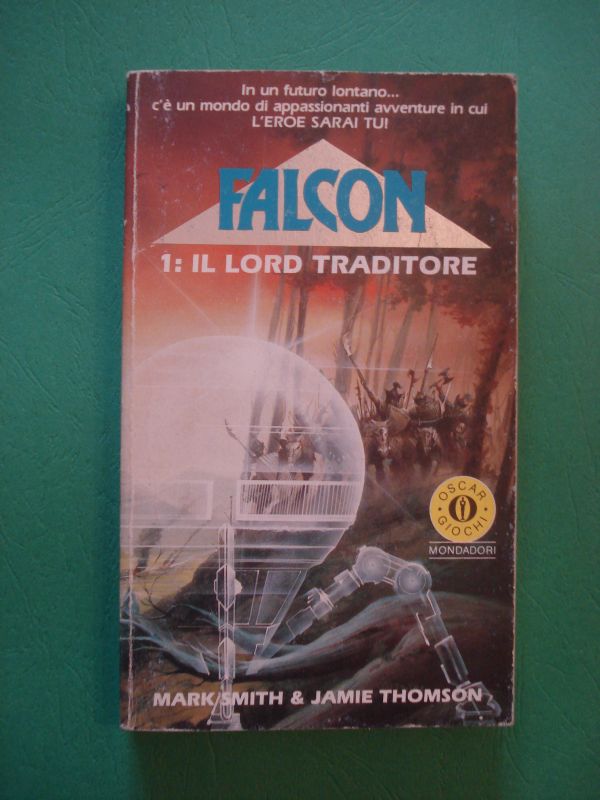 In un futuro lontano...
c'è un mondo di appassionanti avventure in cui
L'EROE SARAI TU!
FALCON
1: IL LORD TRADITORE
OSCAR
GIOCHI
MONDADORI
MARK SMITH & JAMIE THOMSON